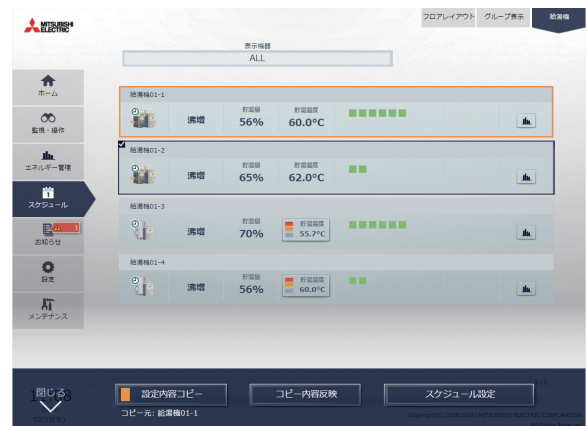 MITSUBISHI
ELECTRIC
フロアレイアウト グループ表示 給湯機
表示機器
ALL
ホーム
監視・操作
エネルギー管理
スケジュール
1
お知らせ
1
設定
メンテナンス
給湯機01-1
沸増
貯湯量
56%
貯湯温度
60.0°C
給湯機01-2
沸増
貯湯量
65%
貯湯温度
62.0°C
給湯機01-3
沸増
貯湯量
70%
貯湯温度
55.7°C
給湯機01-4
沸増
貯湯量
56%
貯湯温度
60.0°C
1/1
閉じる
設定内容コピー
コピー内容反映
スケジュール設定
コピー元: 給湯機01-1